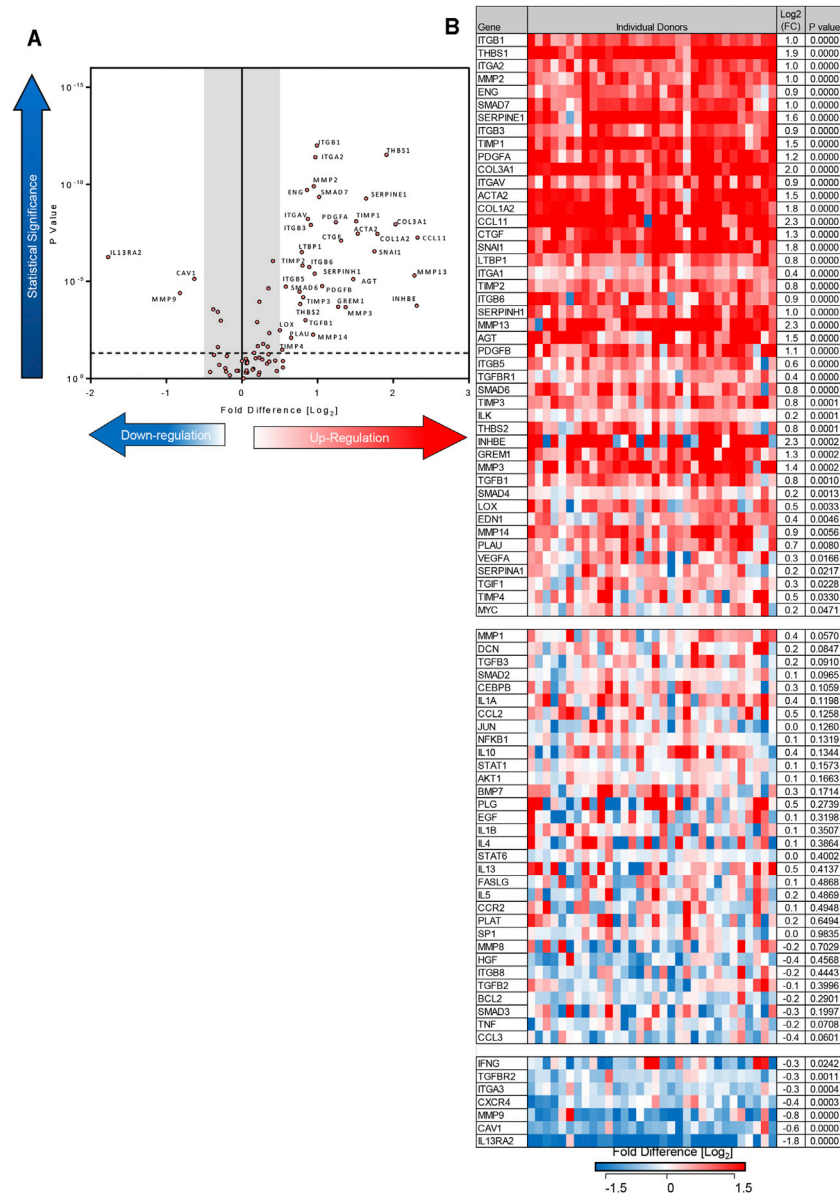 A
Statistical Significance
P Value
10 -15
10 -10
10 -5
10 0
ITGB1
THBS1
ITGA2
MMP2
ENG
SMAD7
SERPINE1
ITGAV
PDGFA
TIMP1
COL3A1
ITGB3
ACTA2
CTGF
COL1A2
CCL11
LTBP1
SNAI1
IL13RA2
TIMP2
ITGB6
SERPINH1
MMP13
CAV1
ITGB5
AGT
MMP9
SMAD6
PDGFB
TIMP3
GREM1
INHBE
THBS2
MMP3
LOX
TGFB1
PLAU
MMP14
TIMP4
-2 -1 0 1 2 3
Fold Difference [Log2]
Down-regulation
Up-Regulation
B
Gene Individual Donors Log2 (FC) P value
ITGB1 1.0 0.0000
THBS1 1.9 0.0000
ITGA2 1.0 0.0000
MMP2 1.0 0.0000
ENG 0.9 0.0000
SMAD7 1.0 0.0000
SERPINE1 1.6 0.0000
ITGB3 0.9 0.0000
TIMP1 1.5 0.0000
PDGFA 1.2 0.0000
COL3A1 2.0 0.0000
ITGAV 0.9 0.0000
ACTA2 1.5 0.0000
COL1A2 1.8 0.0000
CCL11 2.3 0.0000
CTGF 1.3 0.0000
SNAI1 1.8 0.0000
LTBP1 0.8 0.0000
ITGA1 0.4 0.0000
TIMP2 0.8 0.0000
ITGB6 0.9 0.0000
SERPINH1 1.0 0.0000
MMP13 2.3 0.0000
AGT 1.5 0.0000
PDGFB 1.1 0.0000
ITGB5 0.6 0.0000
TGFBR1 0.4 0.0000
SMAD6 0.8 0.0000
TIMP3 0.8 0.0001
ILK 0.2 0.0001
THBS2 0.8 0.0001
INHBE 2.3 0.0002
GREM1 1.3 0.0002
MMP3 1.4 0.0002
TGFB1 0.8 0.0010
SMAD4 0.2 0.0013
LOX 0.5 0.0033
EDN1 0.4 0.0046
MMP14 0.9 0.0056
PLAU 0.7 0.0080
VEGFA 0.3 0.0166
SERPINA1 0.2 0.0217
TGIF1 0.3 0.0228
TIMP4 0.5 0.0330
MYC 0.2 0.0471
MMP1 0.4 0.0570
DCN 0.2 0.0847
TGFB3 0.2 0.0910
SMAD2 0.1 0.0965
CEBPB 0.3 0.1059
IL1A 0.4 0.1198
CCL2 0.5 0.1258
JUN 0.0 0.1260
NFKB1 0.1 0.1319
IL10 0.4 0.1344
STAT1 0.1 0.1573
AKT1 0.1 0.1663
BMP7 0.3 0.1714
PLG 0.5 0.2739
EGF 0.1 0.3198
IL1B 0.1 0.3507
IL4 0.1 0.3864
STAT6 0.0 0.4002
IL13 0.5 0.4137
FASLG 0.1 0.4868
IL5 0.2 0.4869
CCR2 0.1 0.4948
PLAT 0.2 0.6494
SP1 0.0 0.9835
MMP8 -0.2 0.7029
HGF -0.4 0.4568
ITGB8 -0.2 0.4443
TGFB2 -0.1 0.3996
BCL2 -0.2 0.2901
SMAD3 -0.3 0.1997
TNF -0.2 0.0708
CCL3 -0.4 0.0601
IFNG -0.3 0.0242
TGFBR2 -0.3 0.0011
ITGA3 -0.3 0.0004
CXCR4 -0.4 0.0003
MMP9 -0.8 0.0000
CAV1 -0.6 0.0000
IL13RA2 -1.8 0.0000
Fold Difference [Log2]
-1.5 0 1.5